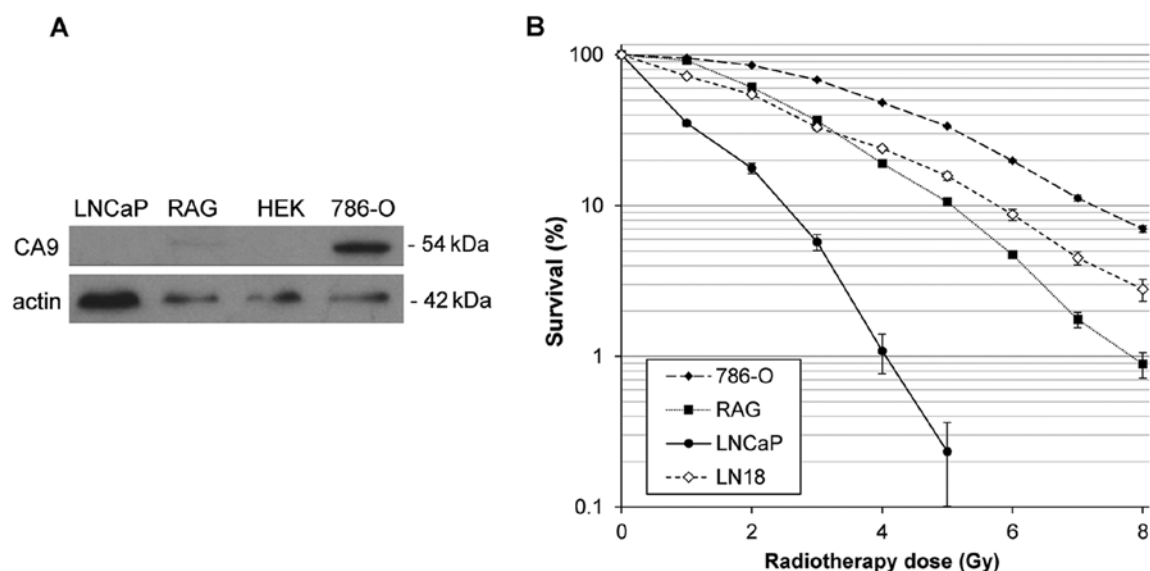 A
LNCaP RAG HEK 786-O
CA9 - 54 kDa
actin - 42 kDa
B
100
10
1
0.1
Survival (%)
786-O
RAG
LNCaP
LN18
0 2 4 6 8
Radiotherapy dose (Gy)